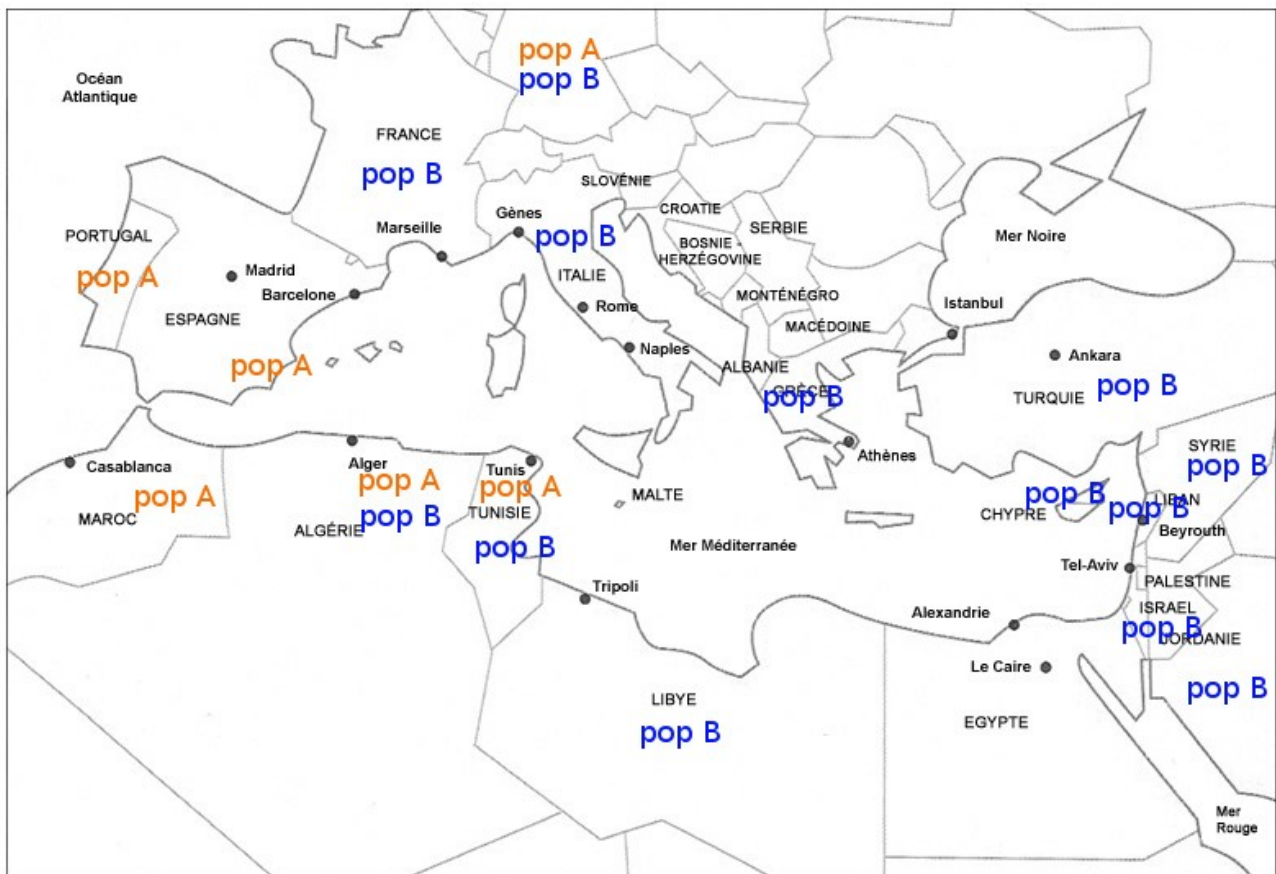 pop A
pop B
Océan
Atlantique
FRANCE
pop B
SLOVÉNIE
CROATIE
Gènes
Marseille
pop B
SERBIE
BOSNIE -
HERZÉGOVINE
Mer Noire
PORTUGAL
pop A
Madrid
Barcelone
ITALIE
Rome
MONTÉNÉGRO
Istanbul
ESPAGNE
MACÉDOINE
Naples
ALBANIE
Ankara
pop A
GRÈCE
pop B
TURQUIE
pop B
Casablanca
Alger
Tunis
Athènes
SYRIE
pop B
pop A
MAROC
pop A
pop A
MALTE
pop B
CHYPRE
LIBAN
pop B
Beyrouth
ALGÉRIE
pop B
TUNISIE
pop B
Mer Méditerranée
Tel-Aviv
PALESTINE
Tripoli
Alexandrie
ISRAEL
pop B
JORDANIE
Le Caire
pop B
LIBYE
pop B
EGYPTE
Mer
Rouge